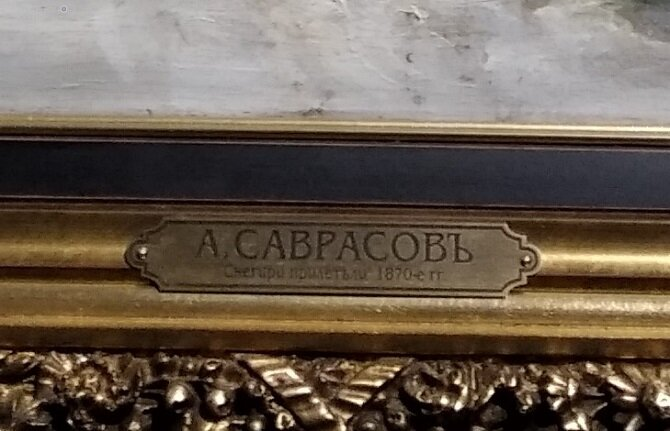 А. САВРАСОВЪ
"Снегири прилетѣли" 1870-е гг.